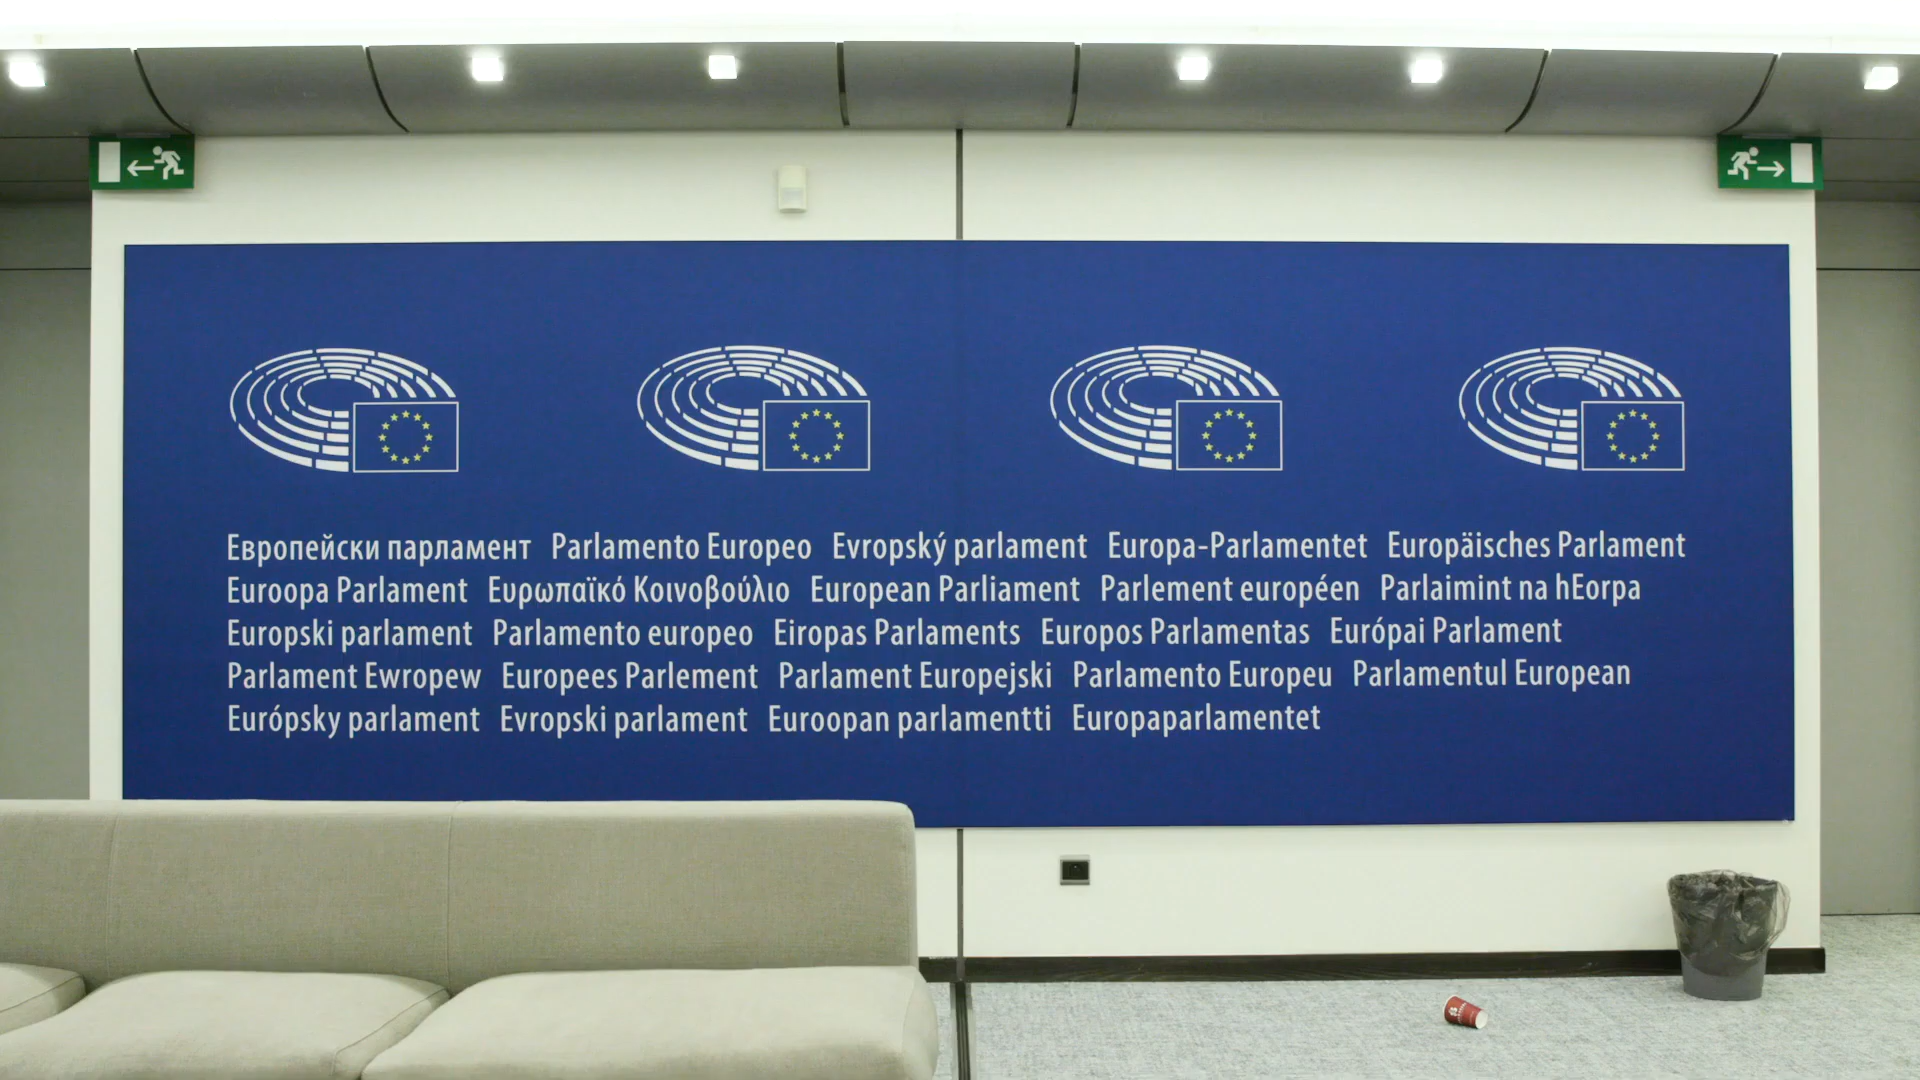 Европейски парламент Parlamento Europeo Evropský parlament Europa-Parlamentet Europäisches Parlament
Euroopa Parlament Ευρωπαϊκό Κοινοβούλιο European Parliament Parlement européen Parlaimint na hEorpa
Europski parlament Parlamento europeo Eiropas Parlaments Europos Parlamentas Európai Parlament
Parlament Ewropew Europees Parlement Parlament Europejski Parlamento Europeu Parlamentul European
Európsky parlament Evropski parlament Euroopan parlamentti Europaparlamentet